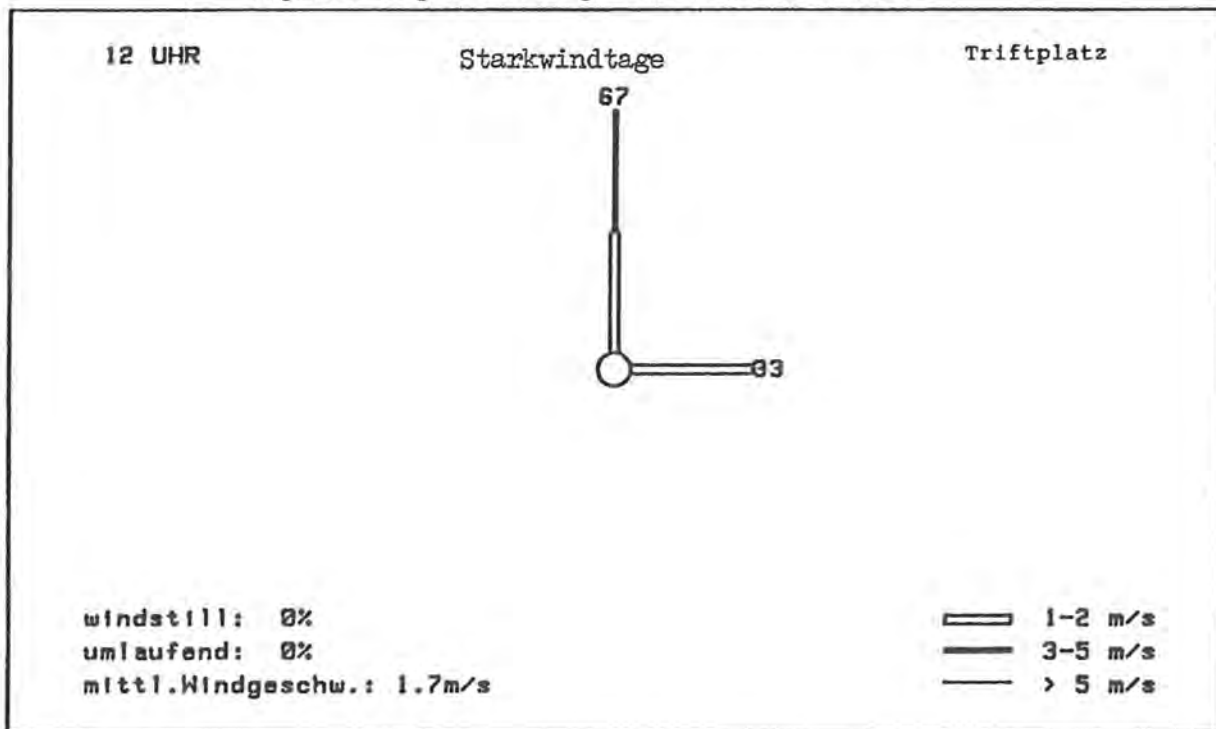 12 UHR Starkwindtage Triftplatz
67
33
windstill: 0% 1-2 m/s
umlaufend: 0% 3-5 m/s
mittl.Windgeschw.: 1.7m/s > 5 m/s